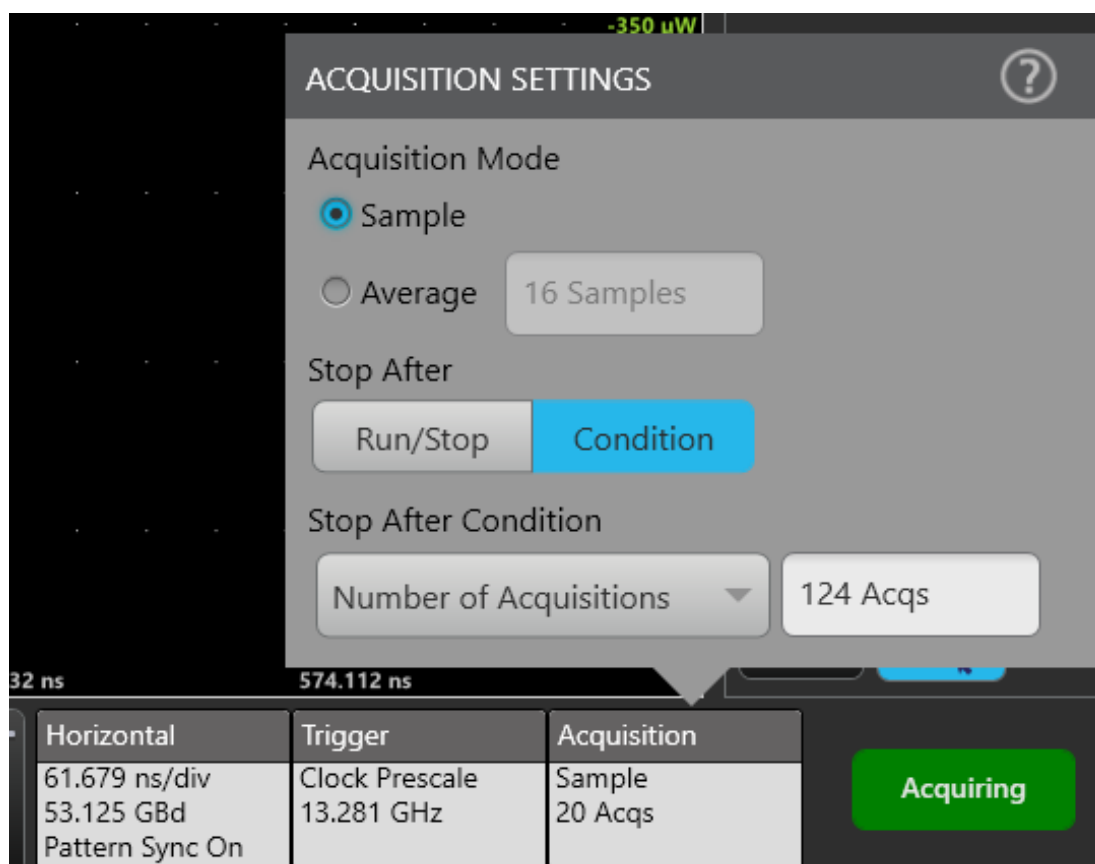 -350 uW
ACQUISITION SETTINGS
?
Acquisition Mode
Sample
Average 16 Samples
Stop After
Run/Stop Condition
Stop After Condition
Number of Acquisitions 124 Acqs
32 ns 574.112 ns
Horizontal Trigger Acquisition
61.679 ns/div Clock Prescale Sample
53.125 GBd 13.281 GHz 20 Acqs
Pattern Sync On
Acquiring